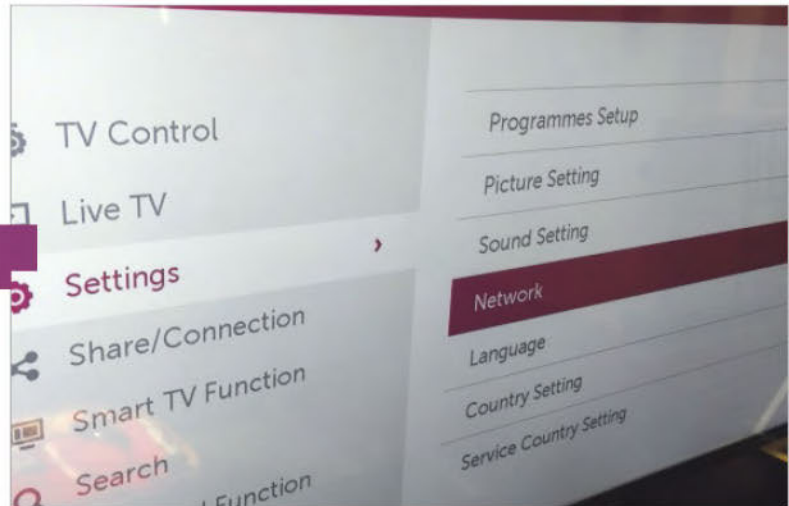 TV Control
Live TV
Settings
Share/Connection
Smart TV Function
Search
Function
Programmes Setup
Picture Setting
Sound Setting
Network
Language
Country Setting
Service Country Setting